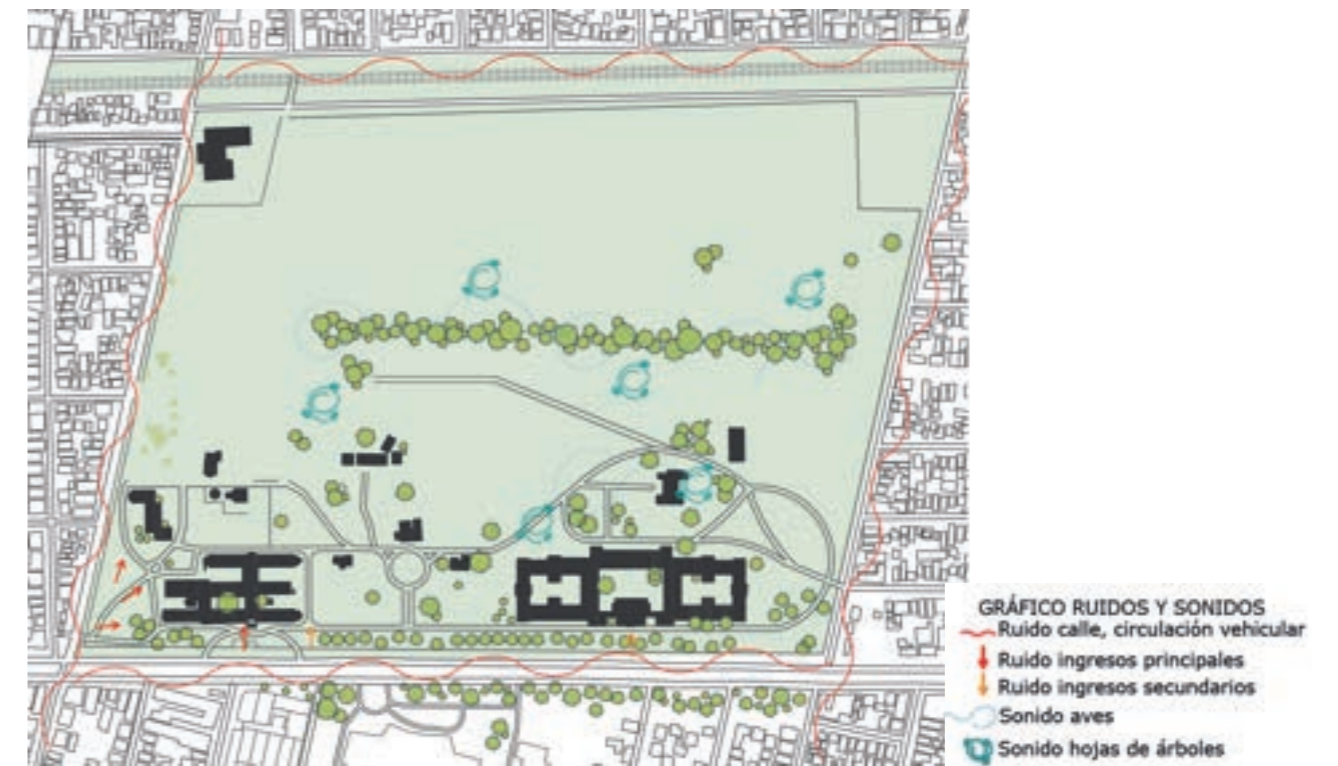 GRÁFICO RUIDOS Y SONIDOS
Ruido calle, circulación vehicular
Ruido ingresos principales
Ruido ingresos secundarios
Sonido aves
Sonido hojas de árboles